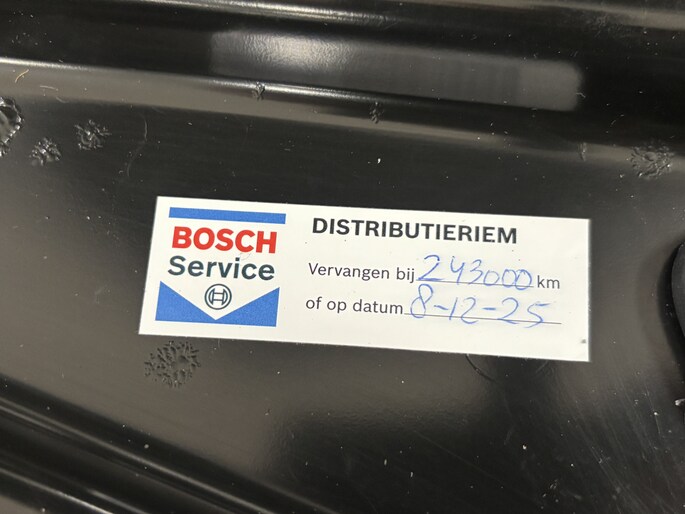 BOSCH
Service
DISTRIBUTIERIEM
Vervangen bij 243000 km
of op datum 8-12-25